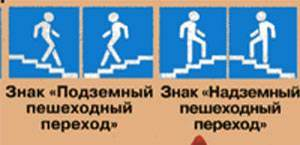 Знак «Подземный
пешеходный
переход»
Знак «Надземный
пешеходный
переход»